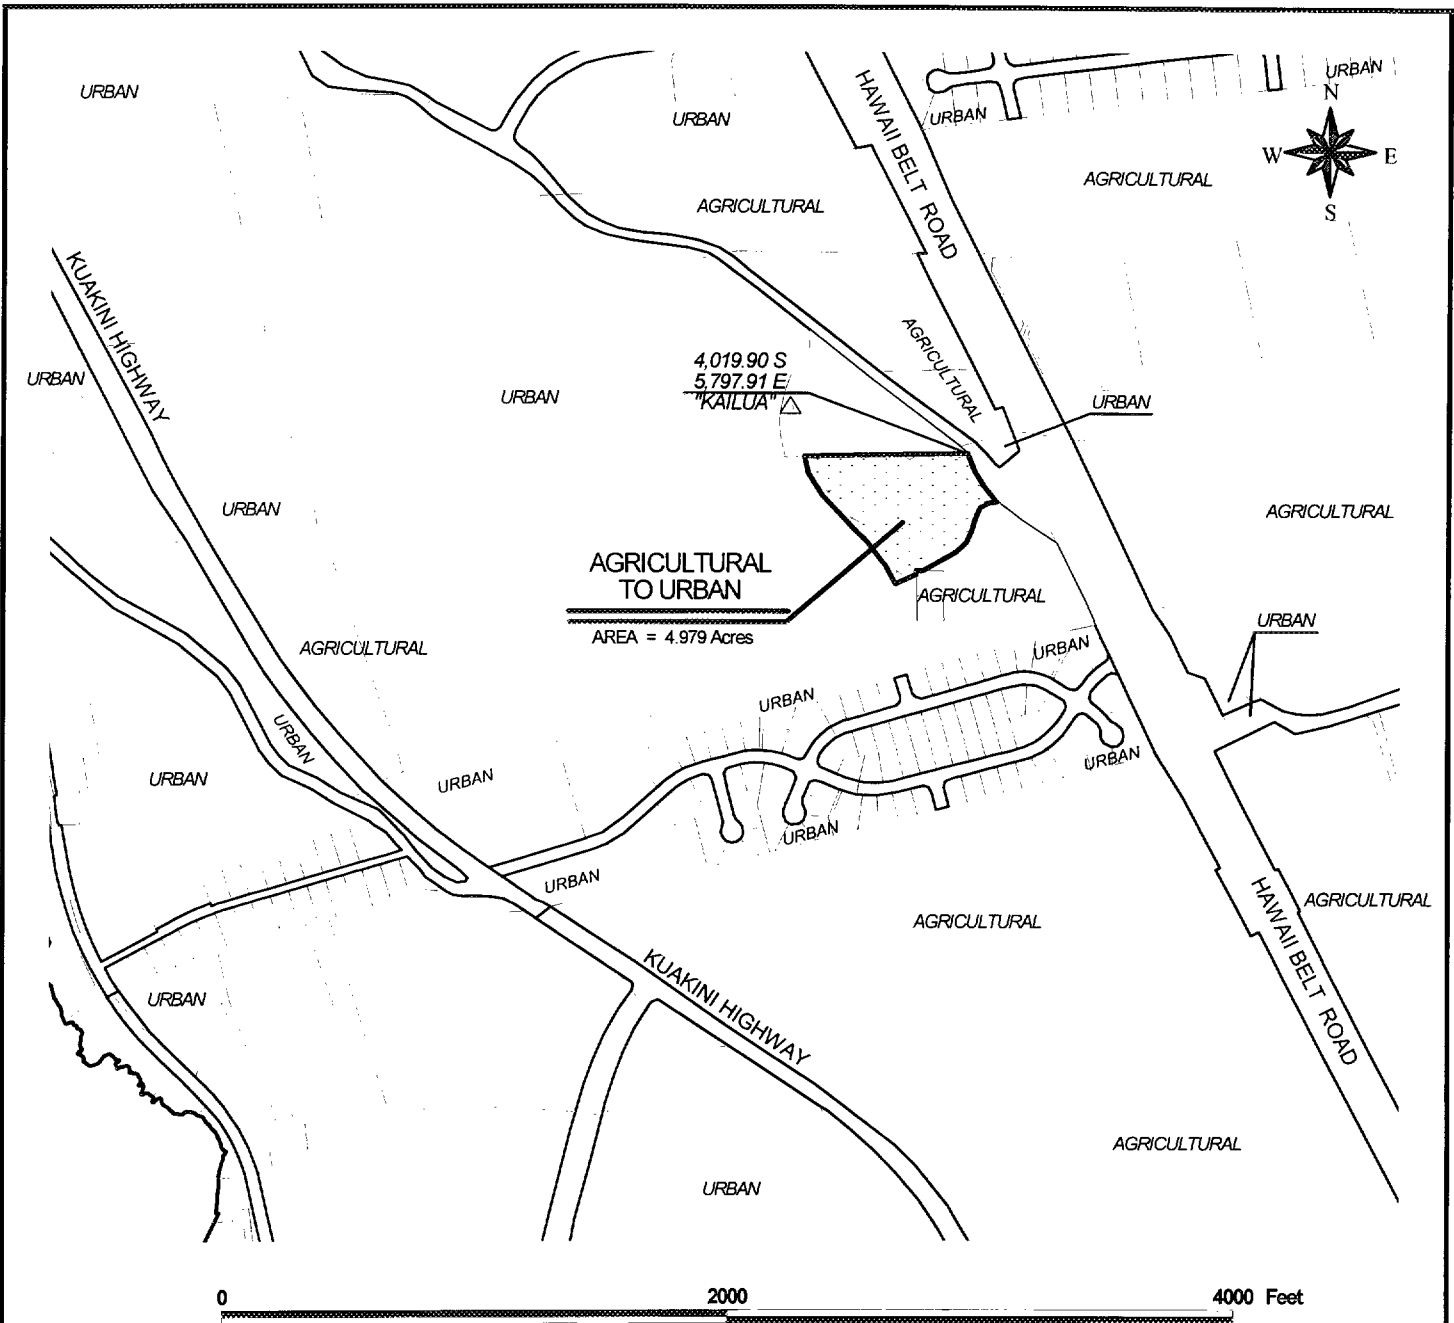 URBAN
URBAN
HAWAII BELT ROAD
URBAN
URBAN
N
W
E
S
AGRICULTURAL
AGRICULTURAL
KUAKINI HIGHWAY
URBAN
URBAN
4,019.90 S
5,797.91 E
"KAILUA"
AGRICULTURAL
URBAN
URBAN
AGRICULTURAL
AGRICULTURAL
TO URBAN
AREA = 4.979 Acres
AGRICULTURAL
URBAN
AGRICULTURAL
URBAN
URBAN
URBAN
URBAN
URBAN
URBAN
URBAN
URBAN
AGRICULTURAL
AGRICULTURAL
HAWAII BELT ROAD
URBAN
KUAKINI HIGHWAY
AGRICULTURAL
URBAN
0
2000
4000 Feet